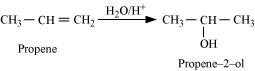 CH₃ — CH = CH₂ H₂O/H⁺ CH₃ — CH — CH₃
OH
Propene
Propene–2–ol